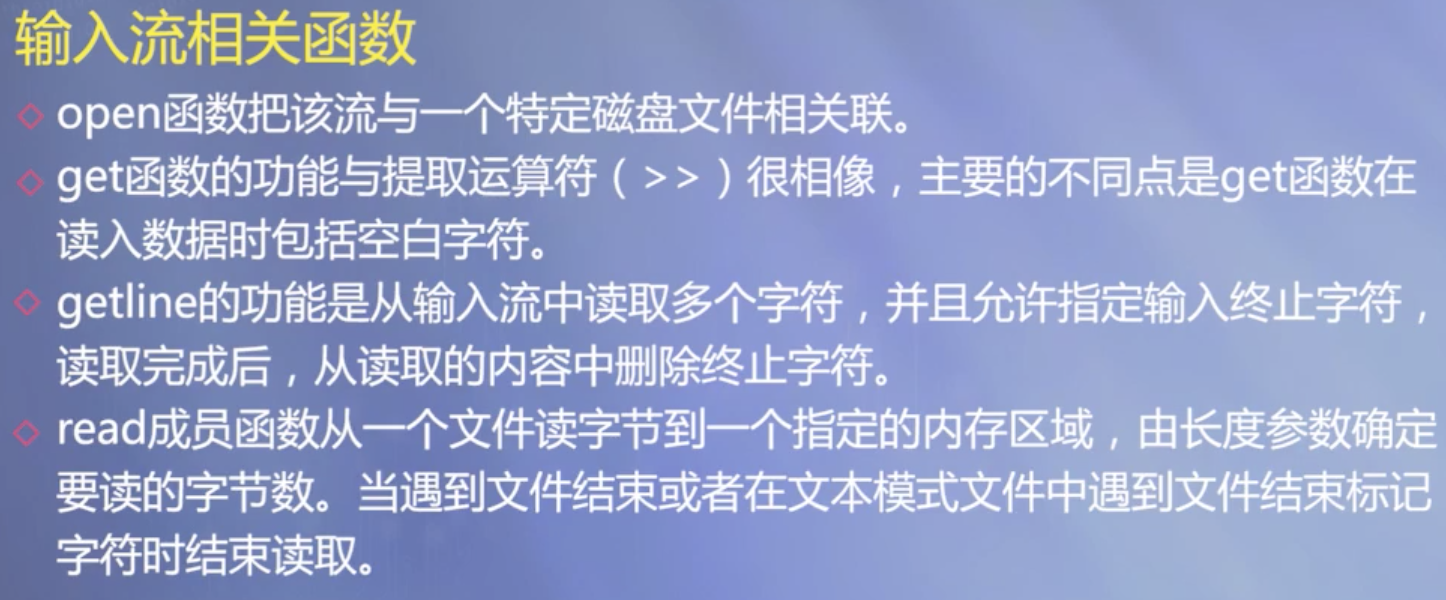 输入流相关函数
open函数把该流与一个特定磁盘文件相关联。
get函数的功能与提取运算符（>>）很相像，主要的不同点是get函数在
读入数据时包括空白字符。
getline的功能是从输入流中读取多个字符，并且允许指定输入终止字符，
读取完成后，从读取的内容中删除终止字符。
read成员函数从一个文件读字节到一个指定的内存区域，由长度参数确定
要读的字节数。当遇到文件结束或者在文本模式文件中遇到文件结束标记
字符时结束读取。